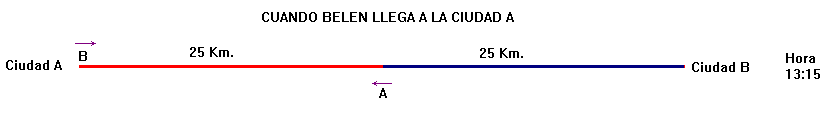 CUANDO BELEN LLEGA A LA CIUDAD A
25 Km. 25 Km.
Ciudad A B Ciudad B Hora
13:15
A